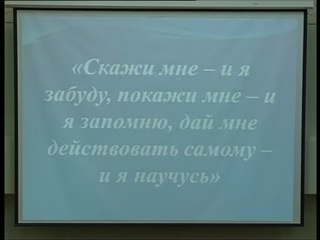 «Скажи мне – и я
забуду, покажи мне – и
я запомню, дай мне
действовать самому –
и я научусь»